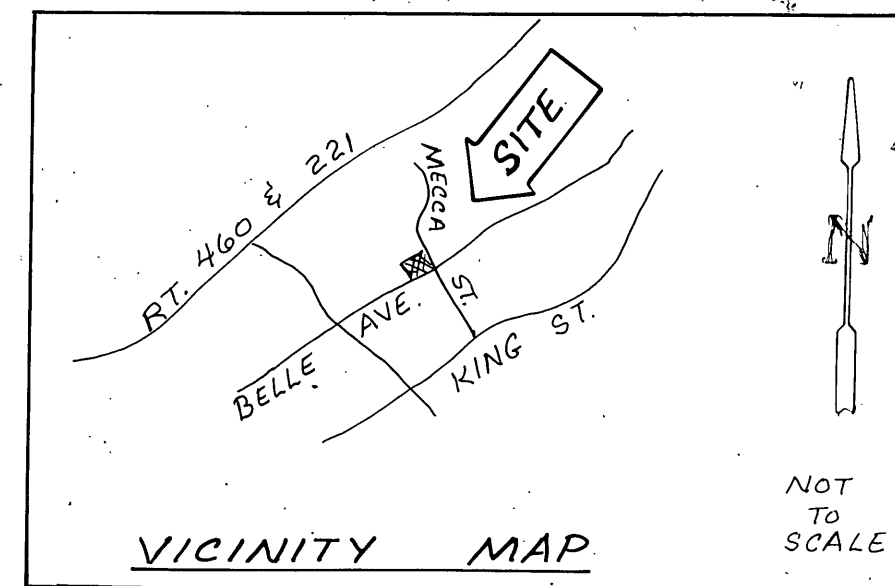 SITE
RT. 460 & 221
MECCA ST.
BELLE AVE.
KING ST.
N
NOT
TO
SCALE
VICINITY MAP